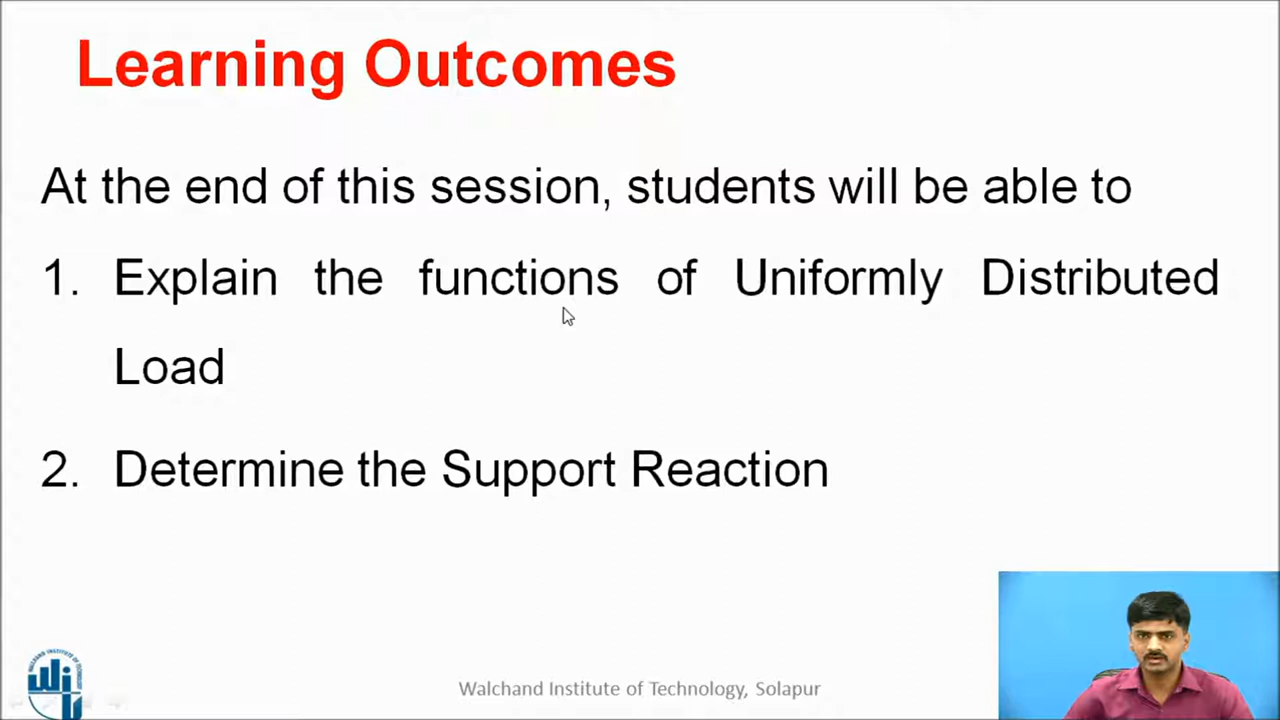 Learning Outcomes
At the end of this session, students will be able to
1. Explain the functions of Uniformly Distributed
Load
2. Determine the Support Reaction
Walchand Institute of Technology, Solapur